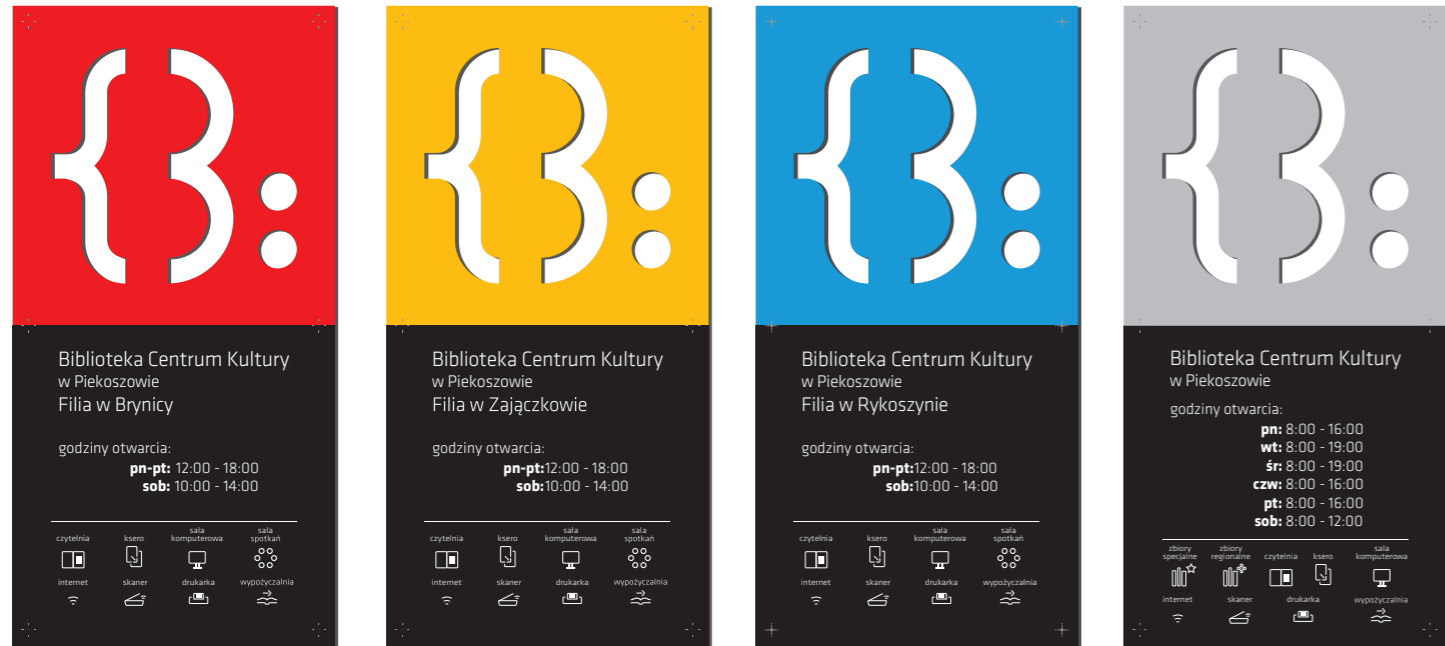 {3:
Biblioteka Centrum Kultury
w Piekoszowie
Filia w Brynicy
godziny otwarcia:
pn-pt: 12:00 - 18:00
sob: 10:00 - 14:00
czytelnia ksero sala komputerowa sala spotkań
internet skaner drukarka wypożyczalnia
{3:
Biblioteka Centrum Kultury
w Piekoszowie
Filia w Zajączkowie
godziny otwarcia:
pn-pt:12:00 - 18:00
sob:10:00 - 14:00
czytelnia ksero sala komputerowa sala spotkań
internet skaner drukarka wypożyczalnia
{3:
Biblioteka Centrum Kultury
w Piekoszowie
Filia w Rykoszynie
godziny otwarcia:
pn-pt:12:00 - 18:00
sob:10:00 - 14:00
czytelnia ksero sala komputerowa sala spotkań
internet skaner drukarka wypożyczalnia
{3:
Biblioteka Centrum Kultury
w Piekoszowie
godziny otwarcia:
pn: 8:00 - 16:00
wt: 8:00 - 19:00
śr: 8:00 - 19:00
czw: 8:00 - 16:00
pt: 8:00 - 16:00
sob: 8:00 - 12:00
zbiory specjalne zbiory regionalne czytelnia ksero sala komputerowa
internet skaner drukarka wypożyczalnia